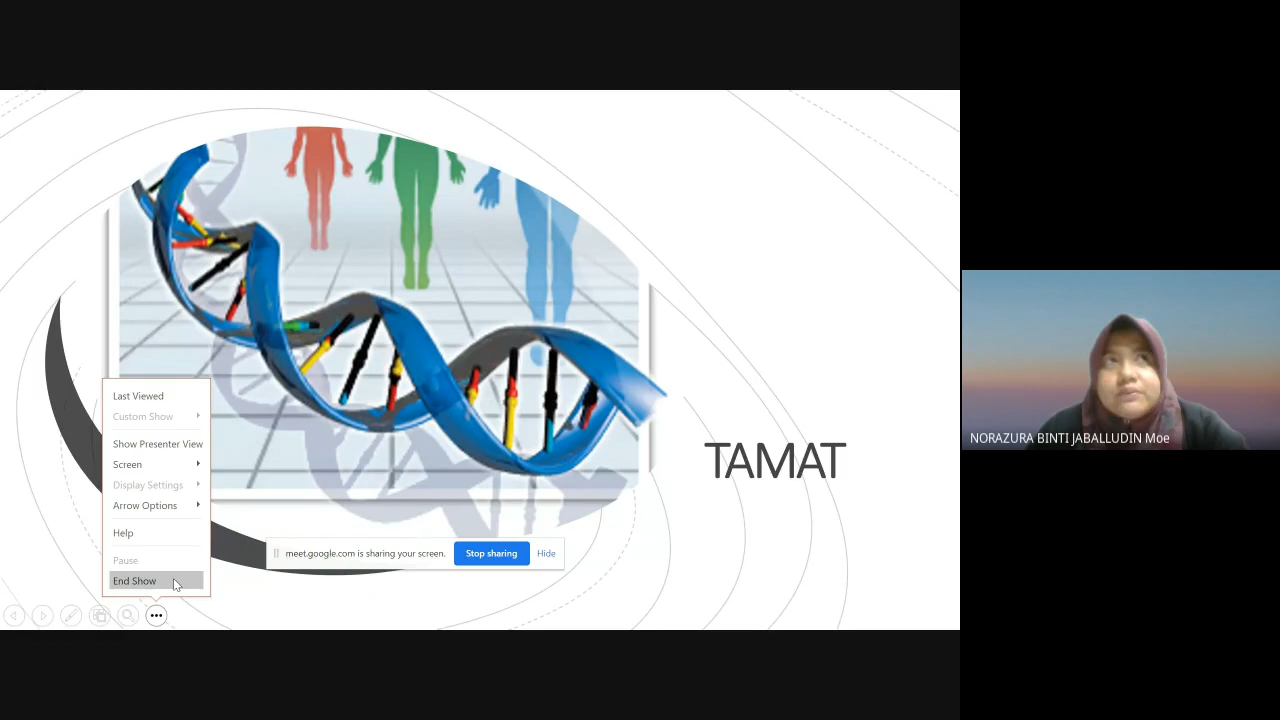 Last Viewed
Custom Show
Show Presenter View
Screen
Display Settings
Arrow Options
Help
Pause
End Show
meet.google.com is sharing your screen.
Stop sharing
Hide
TAMAT
NORAZURA BINTI JABALLUDIN Moe